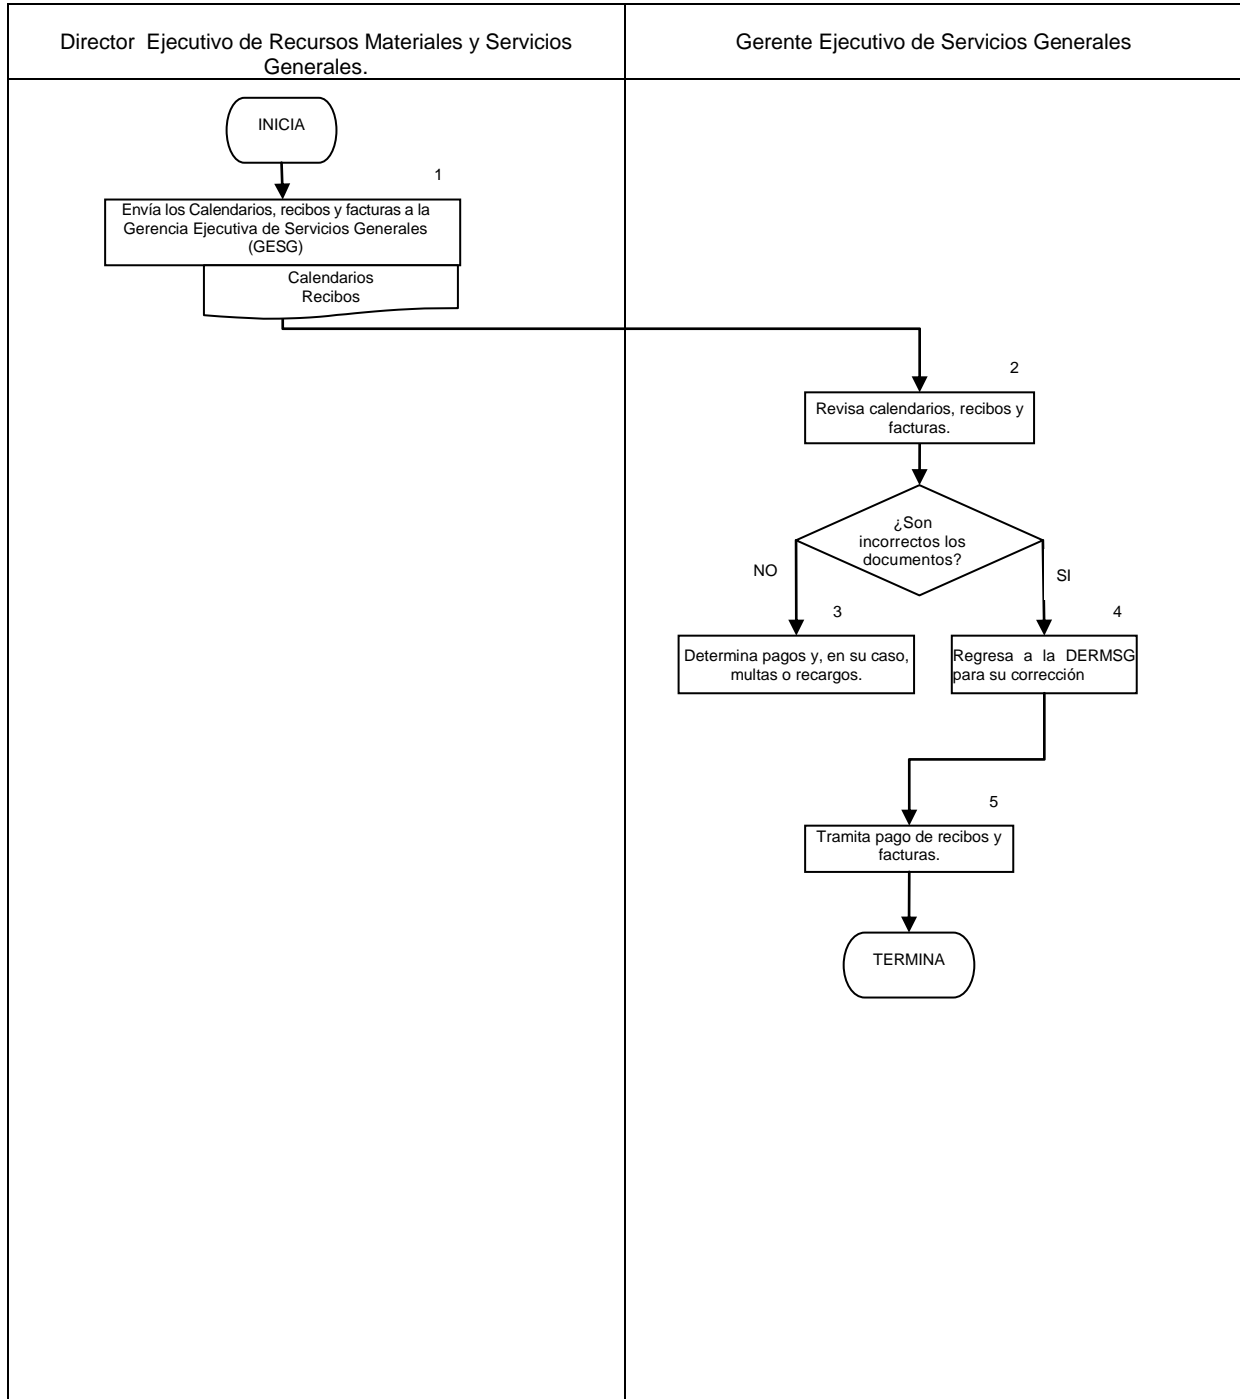 Director Ejecutivo de Recursos Materiales y Servicios
Generales.
Gerente Ejecutivo de Servicios Generales
INICIA
1
Envía los Calendarios, recibos y facturas a la
Gerencia Ejecutiva de Servicios Generales
(GESG)
Calendarios
Recibos
2
Revisa calendarios, recibos y
facturas.
¿Son
incorrectos los
documentos?
NO
SI
3
4
Determina pagos y, en su caso,
multas o recargos.
Regresa a la DERMSG
para su corrección
5
Tramita pago de recibos y
facturas.
TERMINA